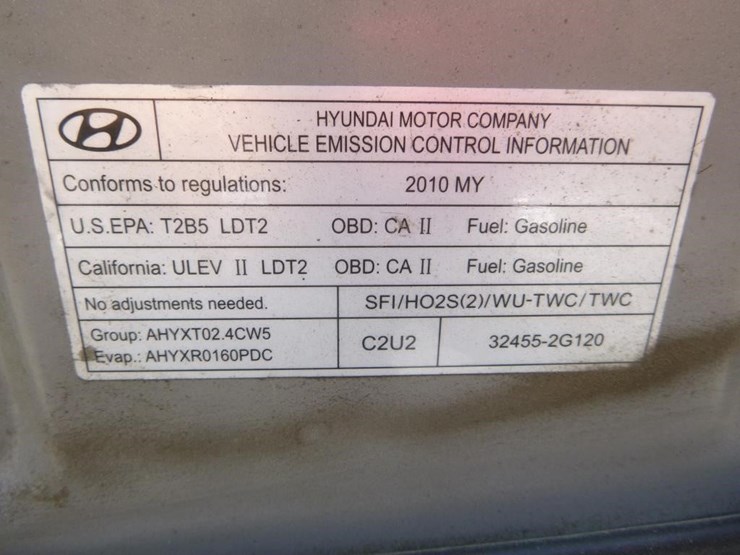 HYUNDAI MOTOR COMPANY
VEHICLE EMISSION CONTROL INFORMATION
Conforms to regulations: 2010 MY
U.S.EPA: T2B5 LDT2 OBD: CA II Fuel: Gasoline
California: ULEV II LDT2 OBD: CA II Fuel: Gasoline
No adjustments needed. SFI/HO2S(2)/WU-TWC/TWC
Group: AHYXT02.4CW5
Evap.: AHYXR0160PDC
C2U2 32455-2G120